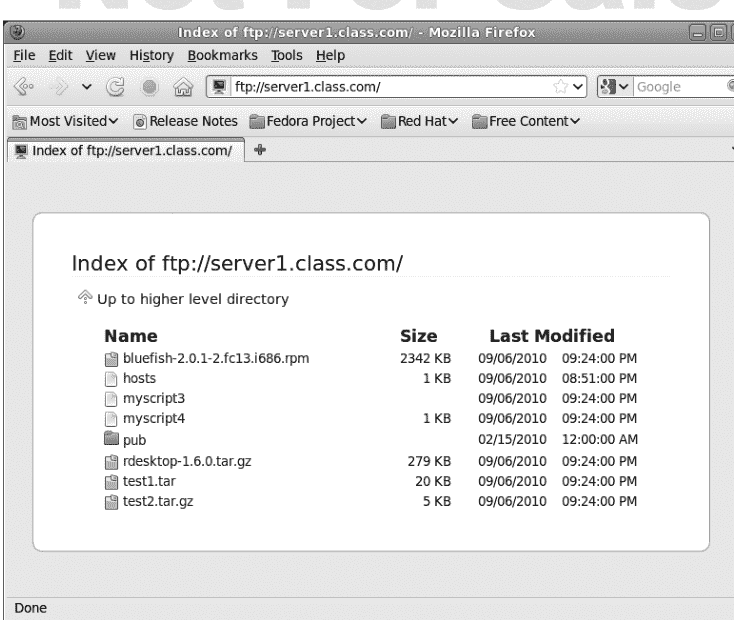 Not For Sale
Index of ftp://server1.class.com/ - Mozilla Firefox
File Edit View History Bookmarks Tools Help
ftp://server1.class.com/
Google
Most Visited Release Notes Fedora Project Red Hat Free Content
Index of ftp://server1.class.com/
Index of ftp://server1.class.com/
Up to higher level directory
Name Size Last Modified
bluefish-2.0.1-2.fc13.i686.rpm 2342 KB 09/06/2010 09:24:00 PM
hosts 1 KB 09/06/2010 08:51:00 PM
myscript3 09/06/2010 09:24:00 PM
myscript4 1 KB 09/06/2010 09:24:00 PM
pub 02/15/2010 12:00:00 AM
rdesktop-1.6.0.tar.gz 279 KB 09/06/2010 09:24:00 PM
test1.tar 20 KB 09/06/2010 09:24:00 PM
test2.tar.gz 5 KB 09/06/2010 09:24:00 PM
Done